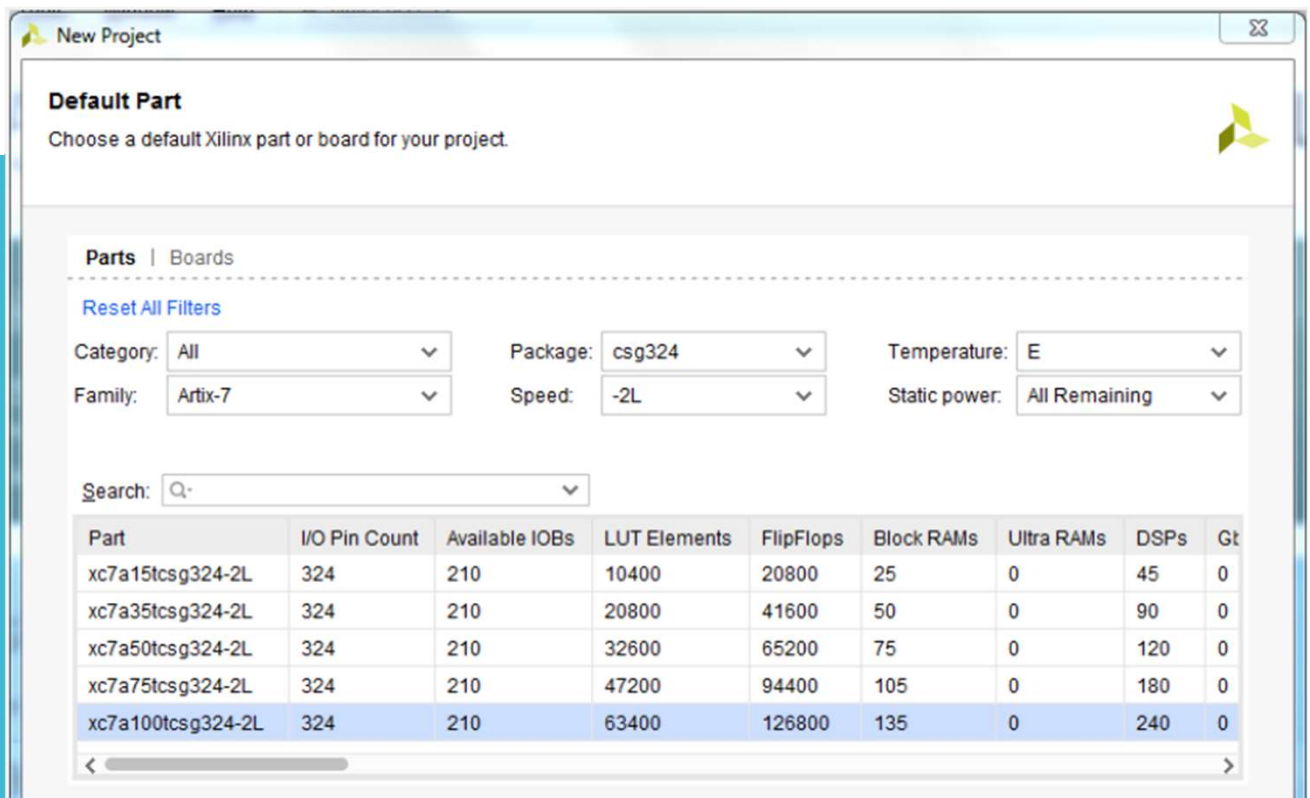 New Project
Default Part
Choose a default Xilinx part or board for your project.
Parts | Boards
Reset All Filters
Category: All Package: csg324 Temperature: E
Family: Artix-7 Speed: -2L Static power: All Remaining
Search:
Part I/O Pin Count Available IOBs LUT Elements FlipFlops Block RAMs Ultra RAMs DSPs
xc7a15tcsg324-2L 324 210 10400 20800 25 0 45 0
xc7a35tcsg324-2L 324 210 20800 41600 50 0 90 0
xc7a50tcsg324-2L 324 210 32600 65200 75 0 120 0
xc7a75tcsg324-2L 324 210 47200 94400 105 0 180 0
xc7a100tcsg324-2L 324 210 63400 126800 135 0 240 0